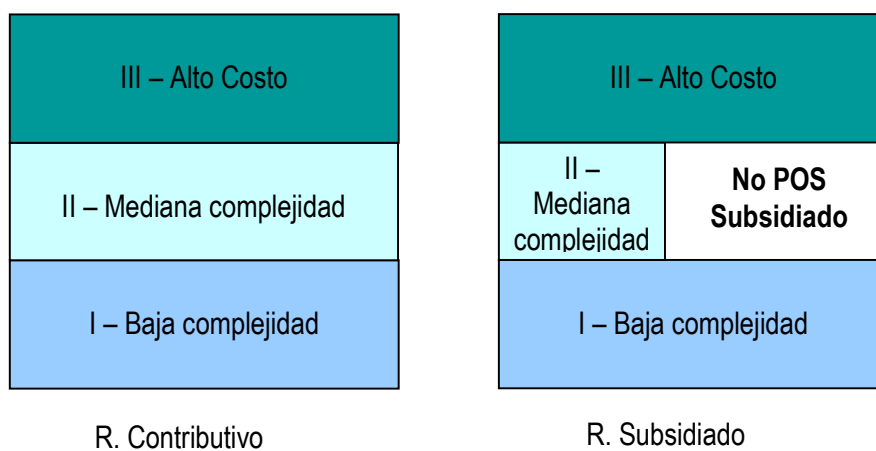 III – Alto Costo
II – Mediana complejidad
I – Baja complejidad
R. Contributivo
III – Alto Costo
II –
Mediana
complejidad
No POS
Subsidiado
I – Baja complejidad
R. Subsidiado